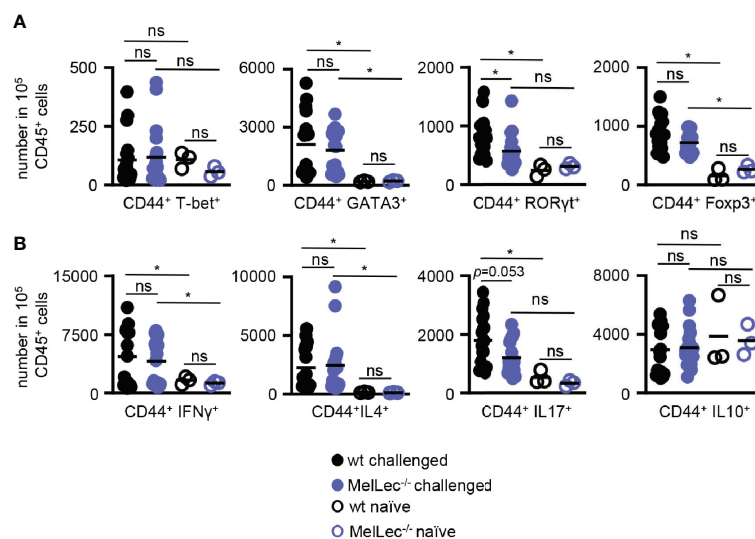 A
number in 10⁵
CD45⁺ cells
500
250
0
ns
ns
ns
ns
CD44⁺ T-bet⁺
6000
3000
0
*
ns
*
ns
CD44⁺ GATA3⁺
2000
1000
0
*
*
ns
ns
CD44⁺ RORγt⁺
2000
1000
0
*
ns
*
ns
CD44⁺ Foxp3⁺
B
number in 10⁵
CD45⁺ cells
15000
7500
0
*
ns
*
ns
CD44⁺ IFNγ⁺
10000
5000
0
*
ns
*
ns
CD44⁺IL4⁺
4000
2000
0
*
p=0.053
ns
ns
CD44⁺ IL17⁺
8000
4000
0
ns
ns
ns
ns
CD44⁺ IL10⁺
wt challenged
MelLec⁻/⁻ challenged
wt naïve
MelLec⁻/⁻ naïve